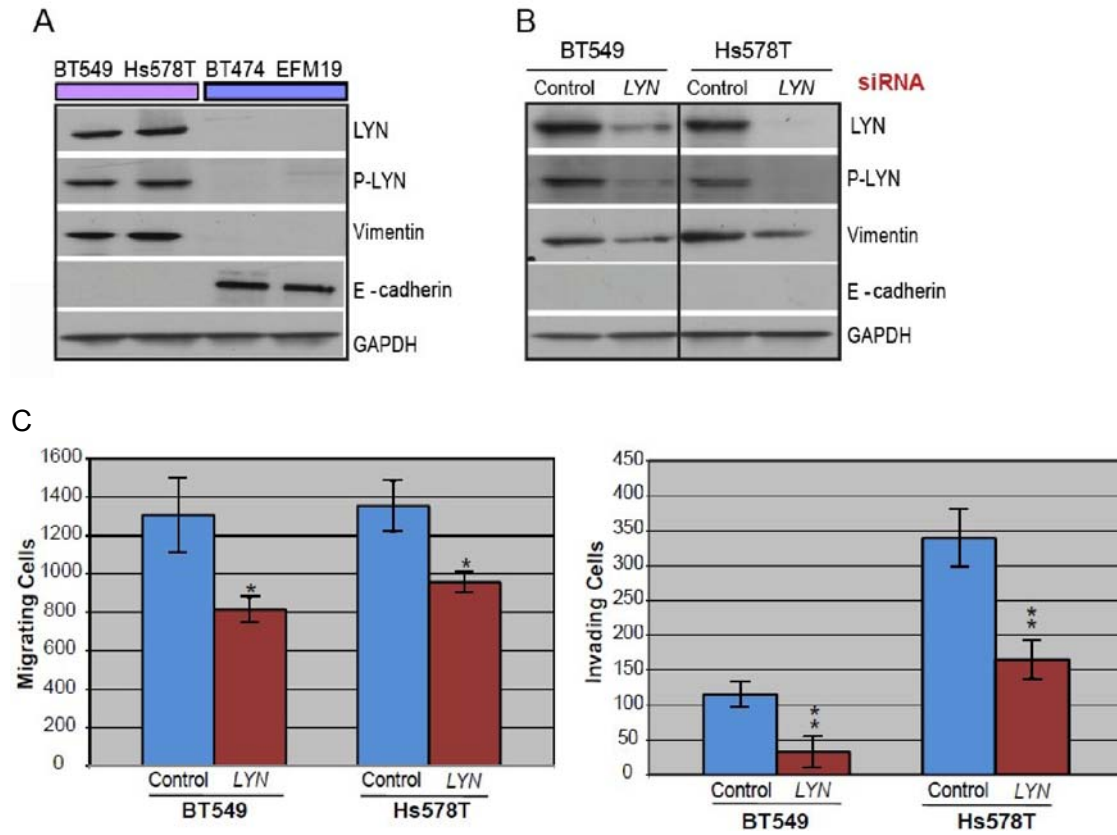 A
BT549 Hs578T BT474 EFM19
LYN
P-LYN
Vimentin
E - cadherin
GAPDH
B
BT549 Hs578T
Control LYN Control LYN siRNA
LYN
P-LYN
Vimentin
E - cadherin
GAPDH
C
Migrating Cells
1600
1400
1200
1000
800
600
400
200
0
* *
Control LYN Control LYN
BT549 Hs578T
Invading Cells
450
400
350
300
250
200
150
100
50
0
** **
Control LYN Control LYN
BT549 Hs578T